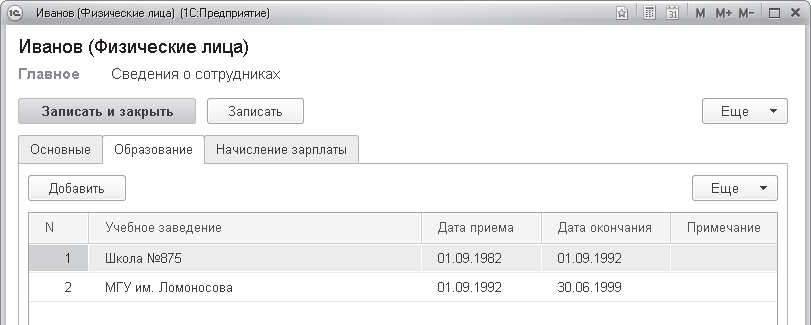 1С Иванов (Физические лица) (1С:Предприятие) 31 M M+ M-
Иванов (Физические лица)
Главное Сведения о сотрудниках
Записать и закрыть Записать Еще
Основные Образование Начисление зарплаты
Добавить Еще
N Учебное заведение Дата приема Дата окончания Примечание
1 Школа №875 01.09.1982 01.09.1992
2 МГУ им. Ломоносова 01.09.1992 30.06.1999